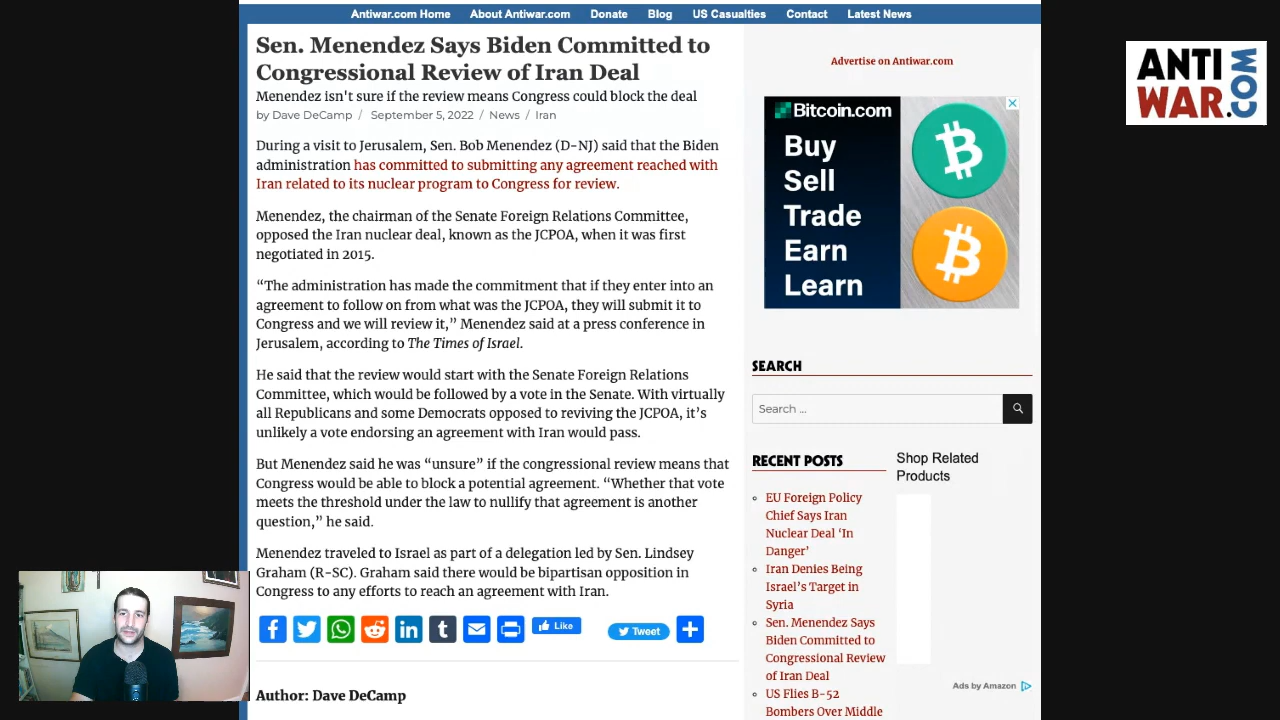 Antiwar.com Home About Antiwar.com Donate Blog US Casualties Contact Latest News
Sen. Menendez Says Biden Committed to
Congressional Review of Iran Deal
Menendez isn't sure if the review means Congress could block the deal
by Dave DeCamp / September 5, 2022 / News / Iran
During a visit to Jerusalem, Sen. Bob Menendez (D-NJ) said that the Biden
administration has committed to submitting any agreement reached with
Iran related to its nuclear program to Congress for review.
Menendez, the chairman of the Senate Foreign Relations Committee,
opposed the Iran nuclear deal, known as the JCPOA, when it was first
negotiated in 2015.
“The administration has made the commitment that if they enter into an
agreement to follow on from what was the JCPOA, they will submit it to
Congress and we will review it,” Menendez said at a press conference in
Jerusalem, according to The Times of Israel.
He said that the review would start with the Senate Foreign Relations
Committee, which would be followed by a vote in the Senate. With virtually
all Republicans and some Democrats opposed to reviving the JCPOA, it’s
unlikely a vote endorsing an agreement with Iran would pass.
But Menendez said he was “unsure” if the congressional review means that
Congress would be able to block a potential agreement. “Whether that vote
meets the threshold under the law to nullify that agreement is another
question,” he said.
Menendez traveled to Israel as part of a delegation led by Sen. Lindsey
Graham (R-SC). Graham said there would be bipartisan opposition in
Congress to any efforts to reach an agreement with Iran.
Like
Tweet
Author: Dave DeCamp
Advertise on Antiwar.com
Bitcoin.com
Buy
Sell
Trade
Earn
Learn
SEARCH
Search ...
RECENT POSTS
EU Foreign Policy
Chief Says Iran
Nuclear Deal ‘In
Danger’
Iran Denies Being
Israel’s Target in
Syria
Sen. Menendez Says
Biden Committed to
Congressional Review
of Iran Deal
US Flies B-52
Bombers Over Middle
Shop Related
Products
Ads by Amazon
ANTI
WAR.COM